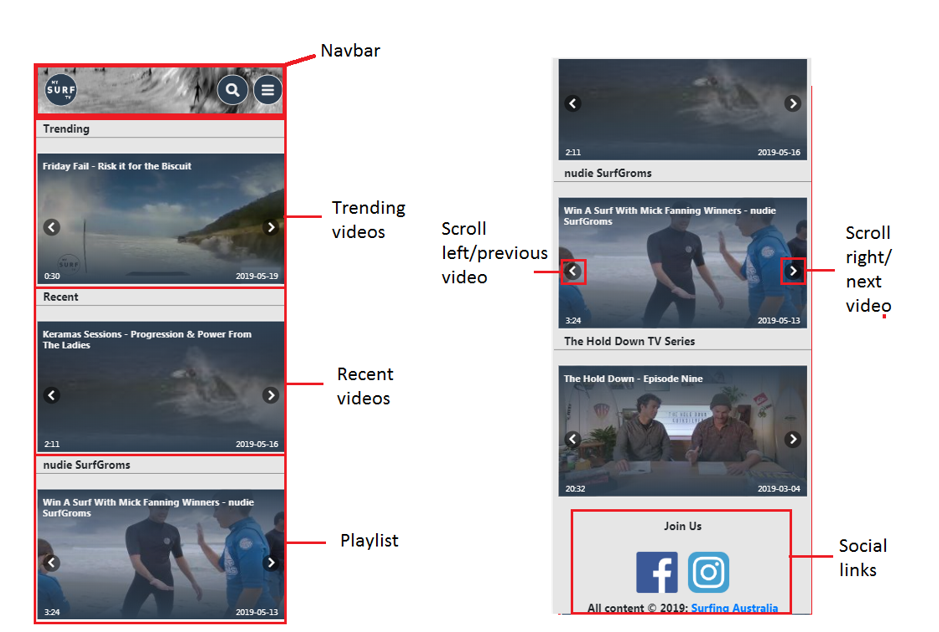 Navbar
MY
SURF
TV
Trending
Friday Fail - Risk it for the Biscuit
0:30
2019-05-19
Trending
videos
Recent
Keramas Sessions - Progression & Power From
The Ladies
2:11
2019-05-16
Recent
videos
nudie SurfGroms
Win A Surf With Mick Fanning Winners - nudie
SurfGroms
3:24
2019-05-13
Playlist
2:11
2019-05-16
nudie SurfGroms
Win A Surf With Mick Fanning Winners - nudie
SurfGroms
3:24
2019-05-13
Scroll
left/previous
video
Scroll
right/
next
video
The Hold Down TV Series
The Hold Down - Episode Nine
20:32
2019-03-04
Join Us
All content © 2019: Surfing Australia
Social
links